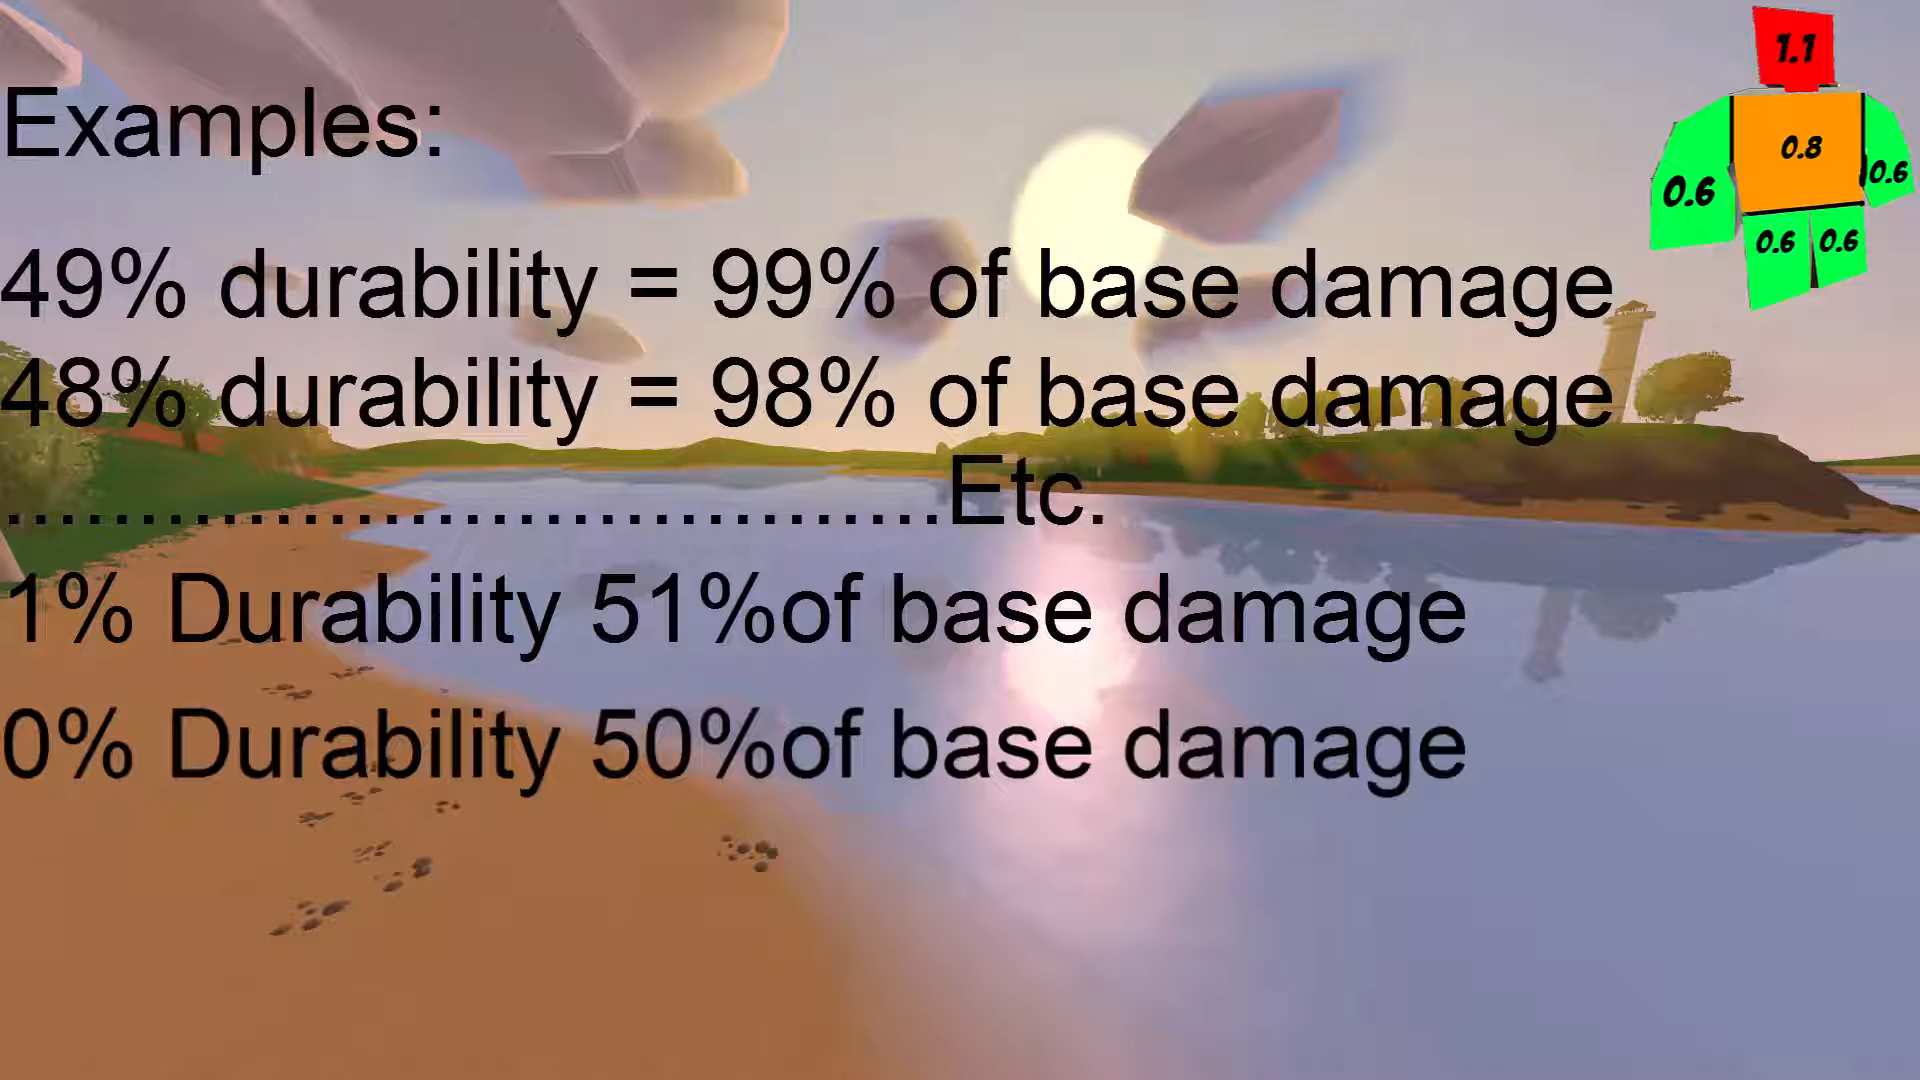 Examples:
49% durability = 99% of base damage
48% durability = 98% of base damage
...................................Etc.
1% Durability 51%of base damage
0% Durability 50%of base damage
1.1
0.8
0.6
0.6
0.6
0.6